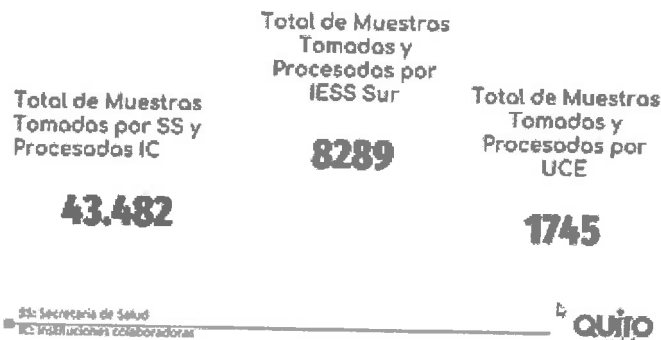 Total de Muestras
Tomadas por SS y
Procesadas IC
43.482
Total de Muestras
Tomadas y
Procesadas por
IESS Sur
8289
Total de Muestras
Tomadas y
Procesadas por
UCE
1745
SS: Secretaría de Salud
IC: Instituciones colaboradoras
QUITO